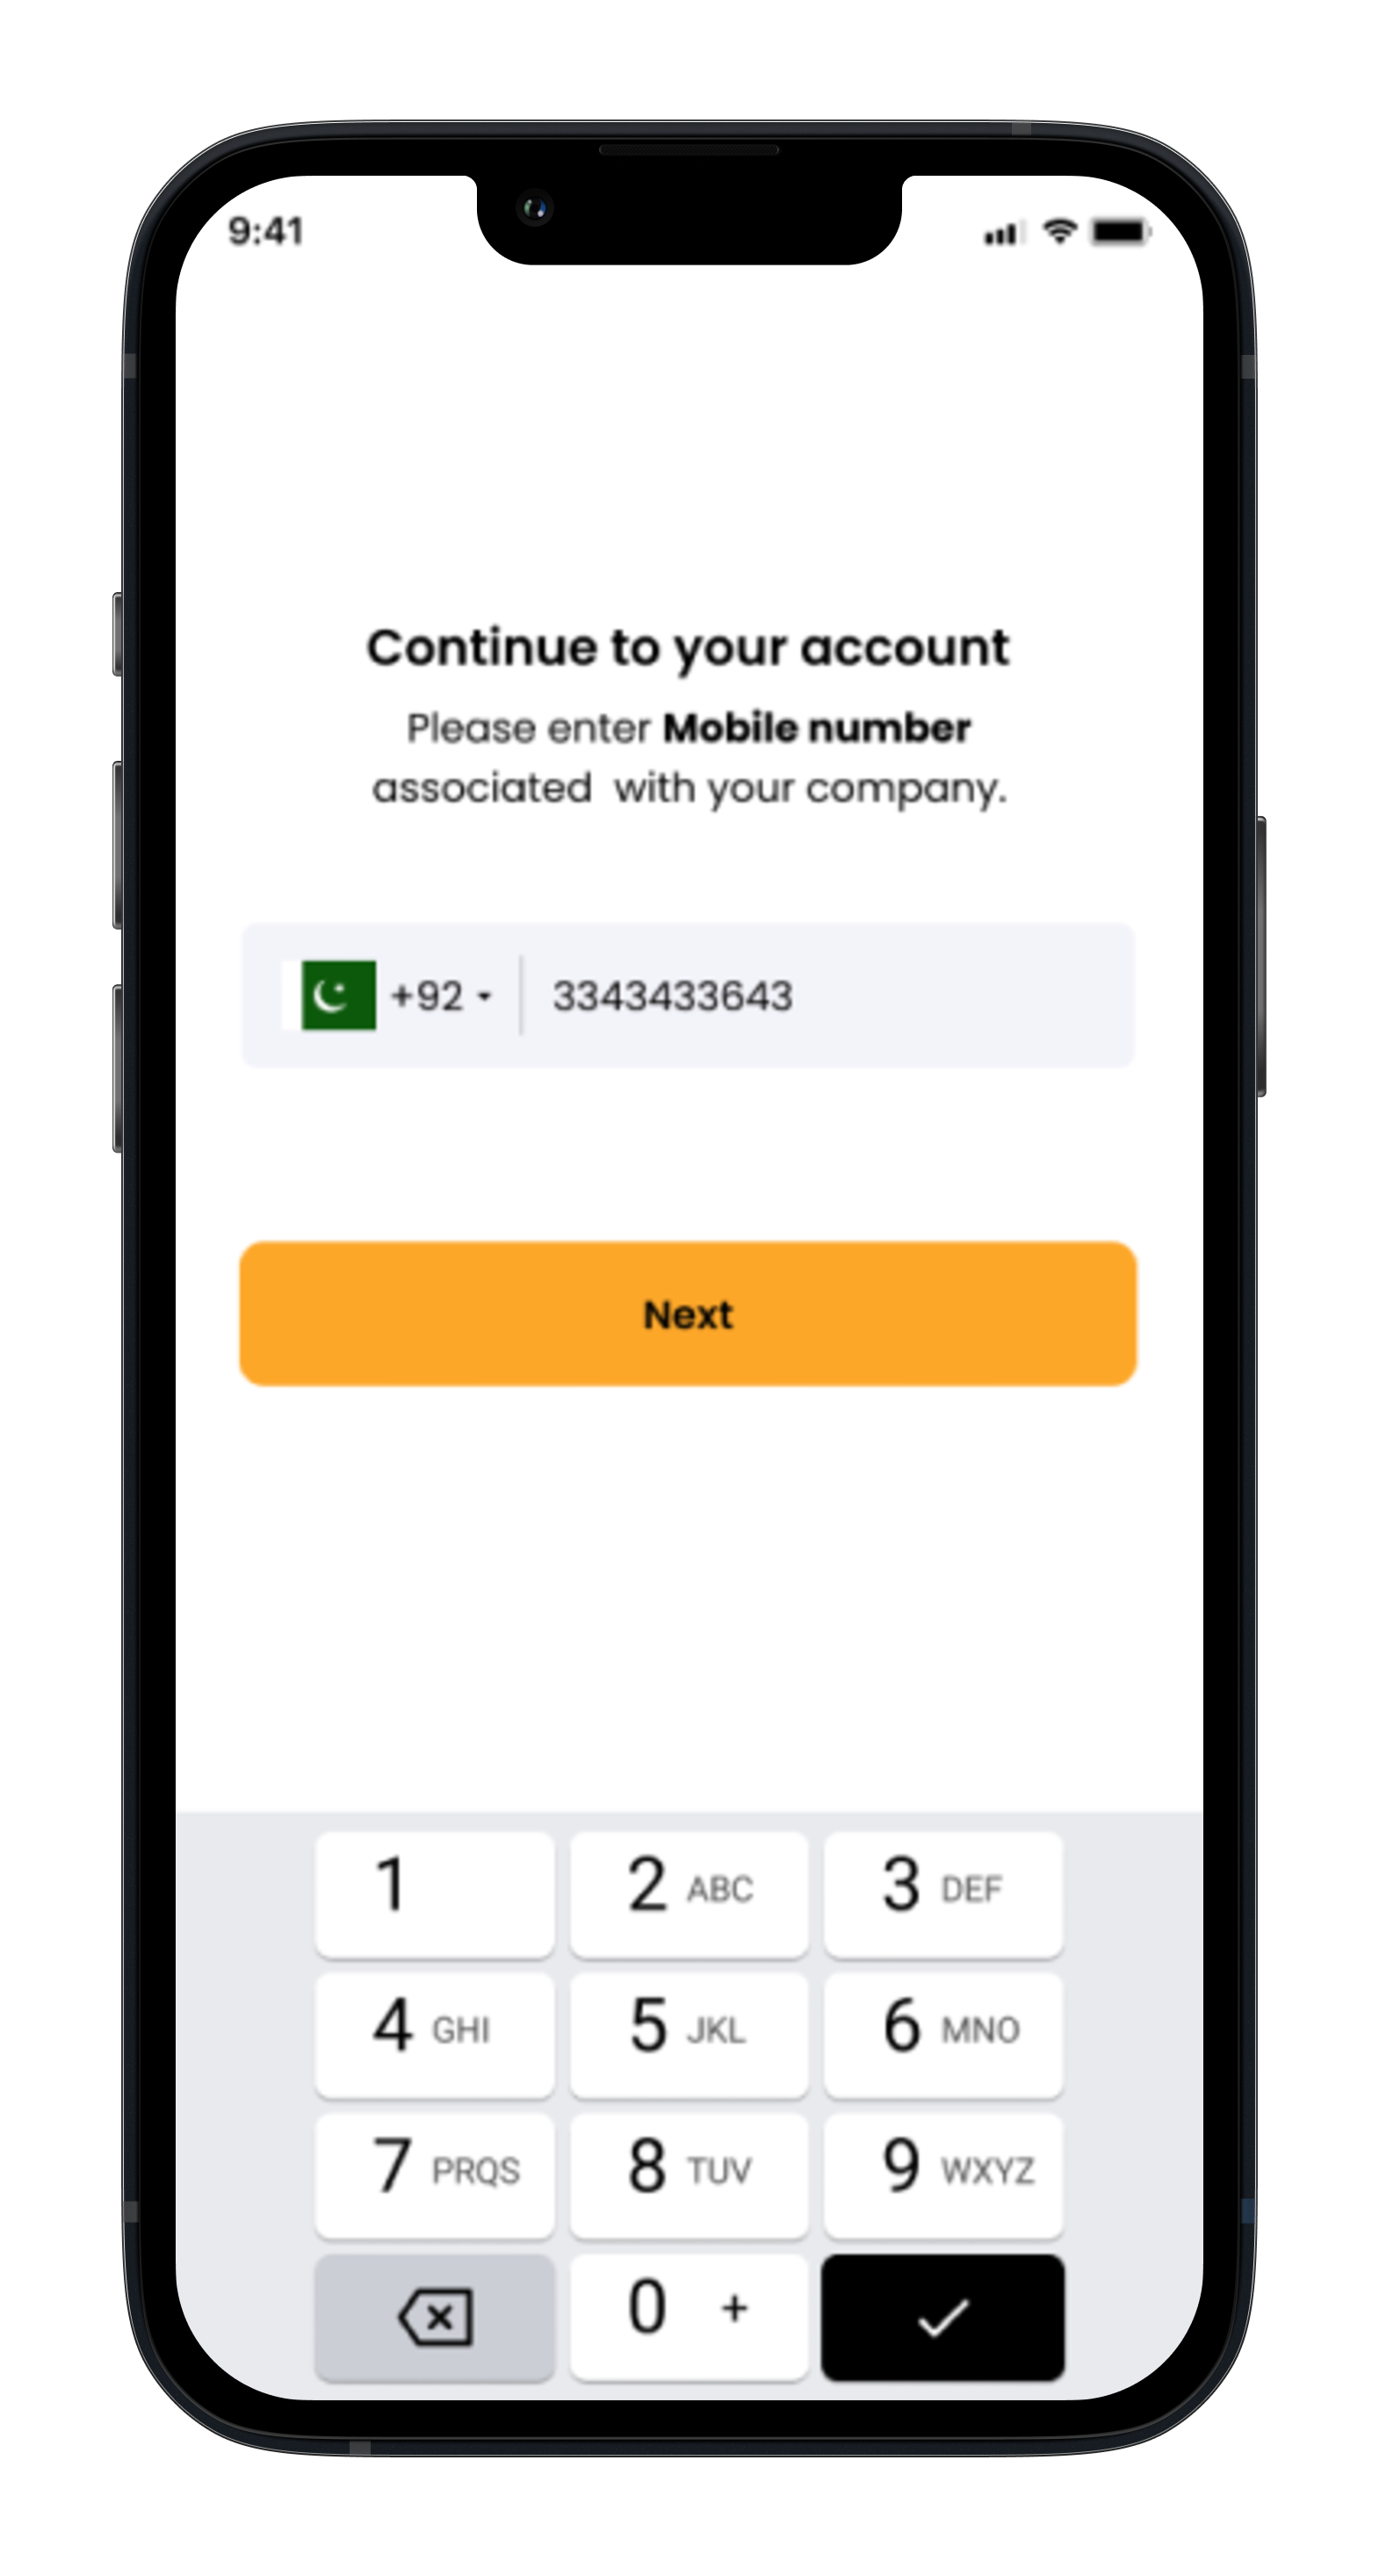 9:41
Continue to your account
Please enter Mobile number
associated  with your company.
+92 3343433643
Next
1 2 ABC 3 DEF
4 GHI 5 JKL 6 MNO
7 PRQS 8 TUV 9 WXYZ
0 +